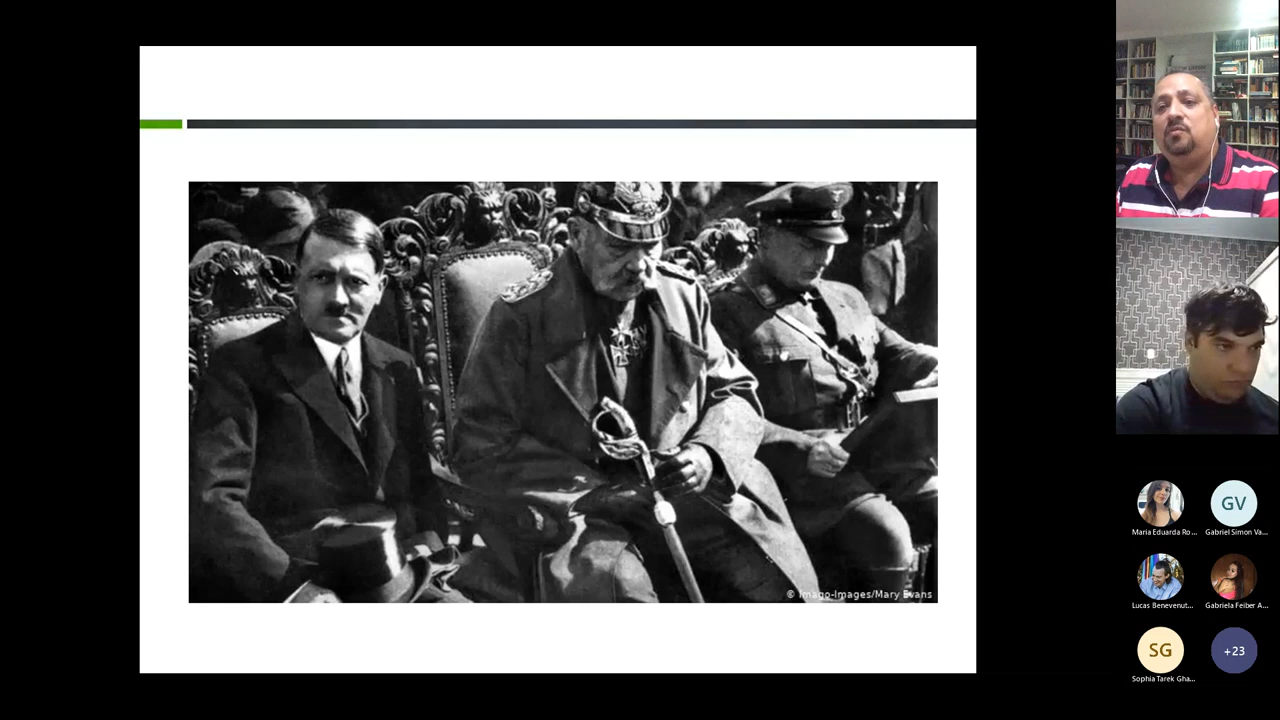 © Imago-Images/Mary Evans
Maria Eduarda Ro...
GV
Gabriel Simon Va...
Lucas Benevenut...
Gabriela Feiber A...
SG
Sophia Tarek Gha...
+23